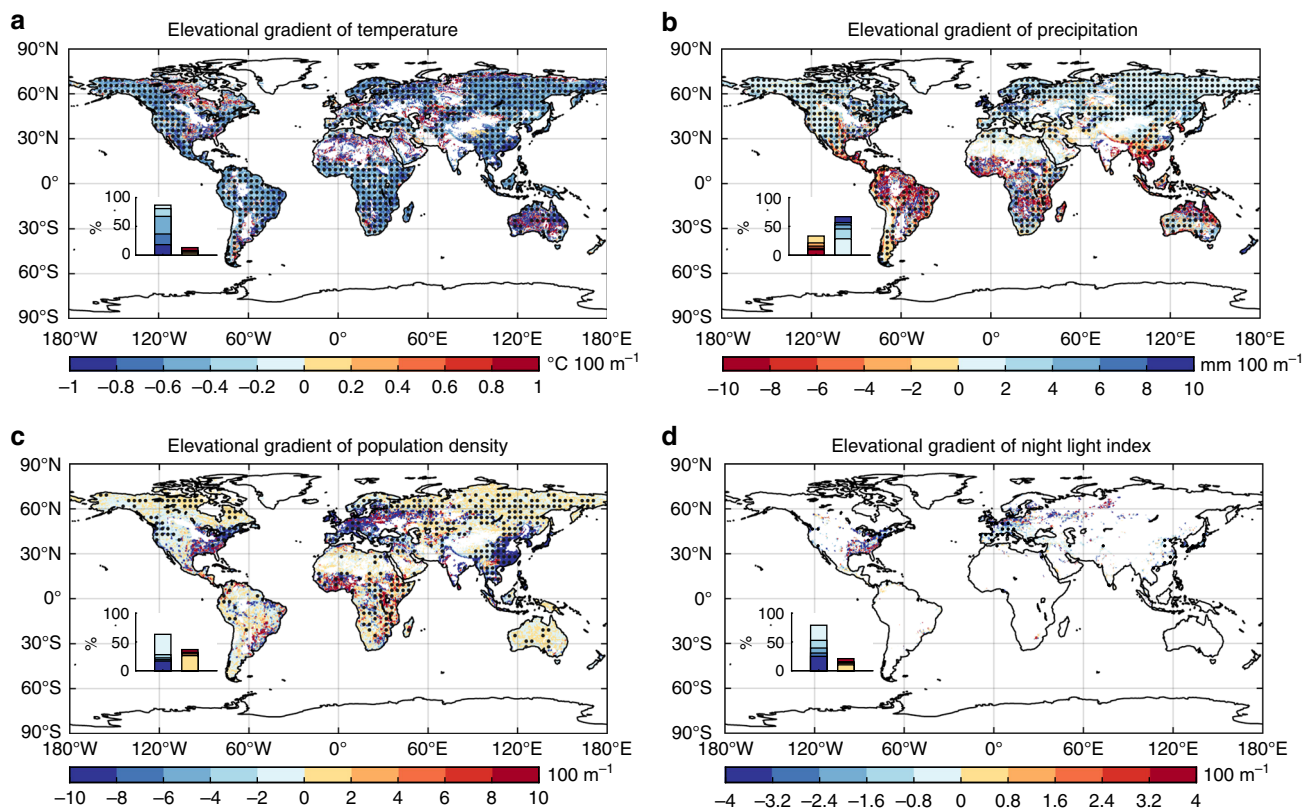 a
Elevational gradient of temperature
90°N
60°N
30°N
0°
30°S
60°S
90°S
100
50
0
%
180°W 120°W 60°W 0° 60°E 120°E 180°E
°C 100 m⁻¹
−1 −0.8 −0.6 −0.4 −0.2 0 0.2 0.4 0.6 0.8 1
b
Elevational gradient of precipitation
90°N
60°N
30°N
0°
30°S
60°S
90°S
100
50
0
%
180°W 120°W 60°W 0° 60°E 120°E 180°E
mm 100 m⁻¹
−10 −8 −6 −4 −2 0 2 4 6 8 10
c
Elevational gradient of population density
90°N
60°N
30°N
0°
30°S
60°S
90°S
100
50
0
%
180°W 120°W 60°W 0° 60°E 120°E 180°E
100 m⁻¹
−10 −8 −6 −4 −2 0 2 4 6 8 10
d
Elevational gradient of night light index
90°N
60°N
30°N
0°
30°S
60°S
90°S
100
50
0
%
180°W 120°W 60°W 0° 60°E 120°E 180°E
100 m⁻¹
−4 −3.2 −2.4 −1.6 −0.8 0 0.8 1.6 2.4 3.2 4